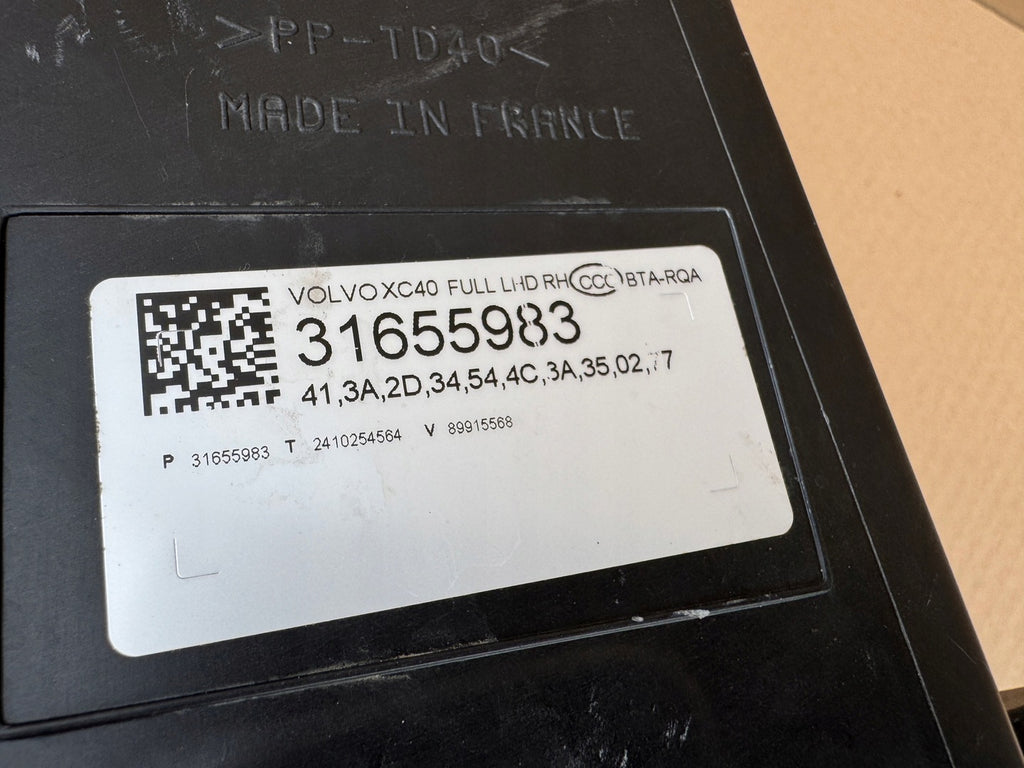 >PP-TD40<
MADE IN FRANCE
VOLVO XC40 FULL LHD RH CCC BTA-RQA
31655983
41,3A,2D,34,54,4C,3A,35,02,77
P 31655983 T 2410254564 V 89915568